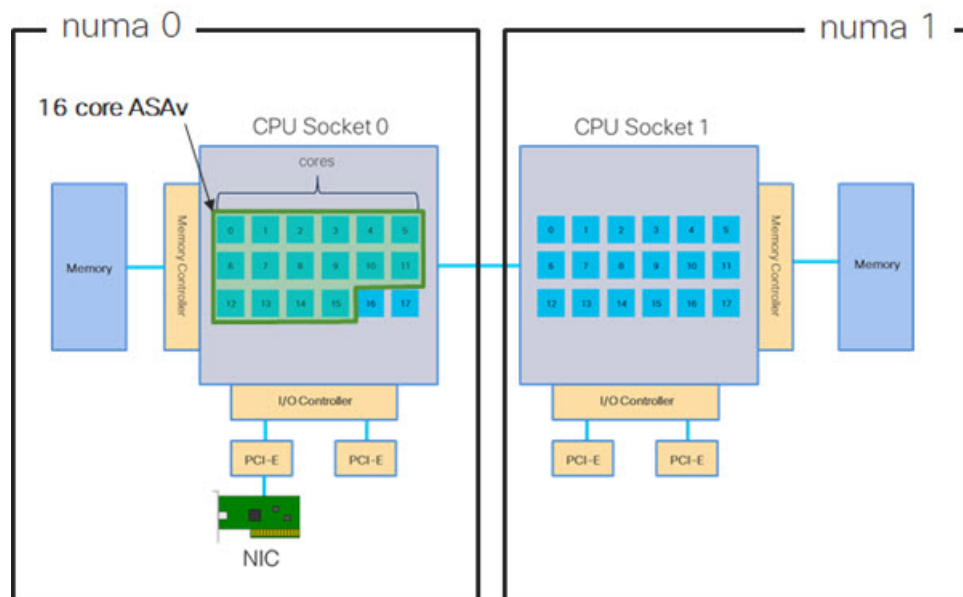 numa 0
numa 1
16 core ASAv
CPU Socket 0
CPU Socket 1
cores
0 1 2 3 4 5
6 7 8 9 10 11
12 13 14 15 16 17
0 1 2 3 4 5
6 7 8 9 10 11
12 13 14 15 16 17
Memory
Memory Controller
Memory Controller
Memory
I/O Controller
I/O Controller
PCI-E
PCI-E
PCI-E
PCI-E
NIC